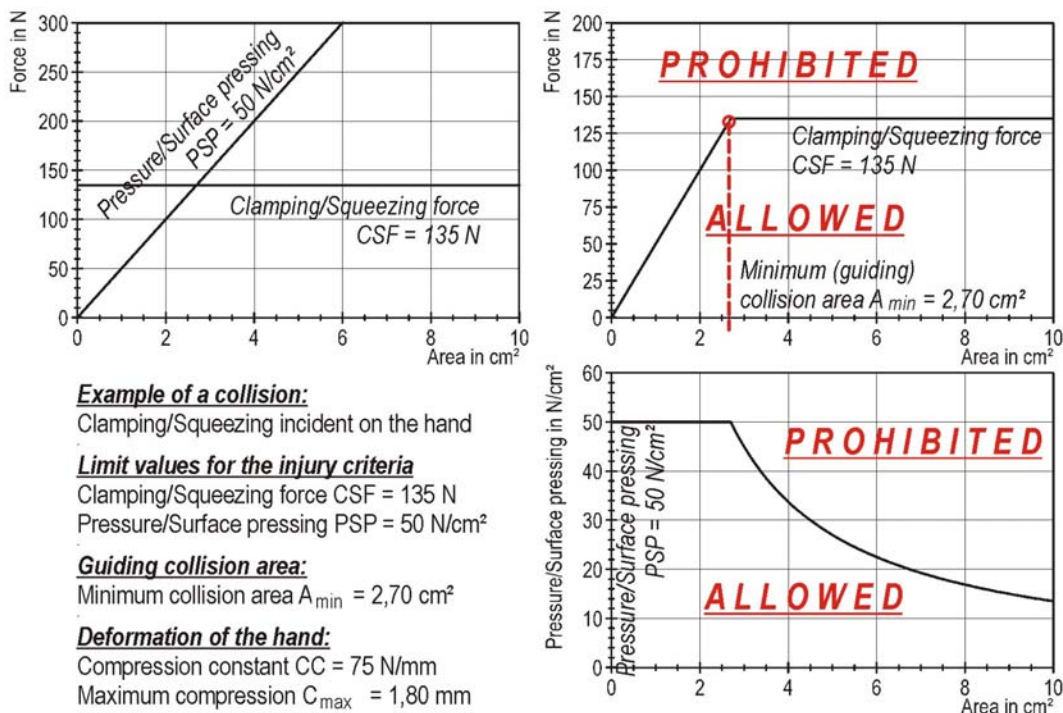 Force in N
300
250
200
150
100
50
0
Pressure/Surface pressing
PSP = 50 N/cm²
Clamping/Squeezing force
CSF = 135 N
0 2 4 6 8 10
Area in cm²
Force in N
200
175
150
125
100
75
50
25
0
PROHIBITED
Clamping/Squeezing force
CSF = 135 N
ALLOWED
Minimum (guiding)
collision area A min = 2,70 cm²
0 2 4 6 8 10
Area in cm²
Example of a collision:
Clamping/Squeezing incident on the hand
Limit values for the injury criteria
Clamping/Squeezing force CSF = 135 N
Pressure/Surface pressing PSP = 50 N/cm²
Guiding collision area:
Minimum collision area A min = 2,70 cm²
Deformation of the hand:
Compression constant CC = 75 N/mm
Maximum compression C max = 1,80 mm
Pressure/Surface pressing in N/cm²
60
50
40
30
20
10
0
Pressure/Surface pressing
PSP = 50 N/cm²
PROHIBITED
ALLOWED
0 2 4 6 8 10
Area in cm²